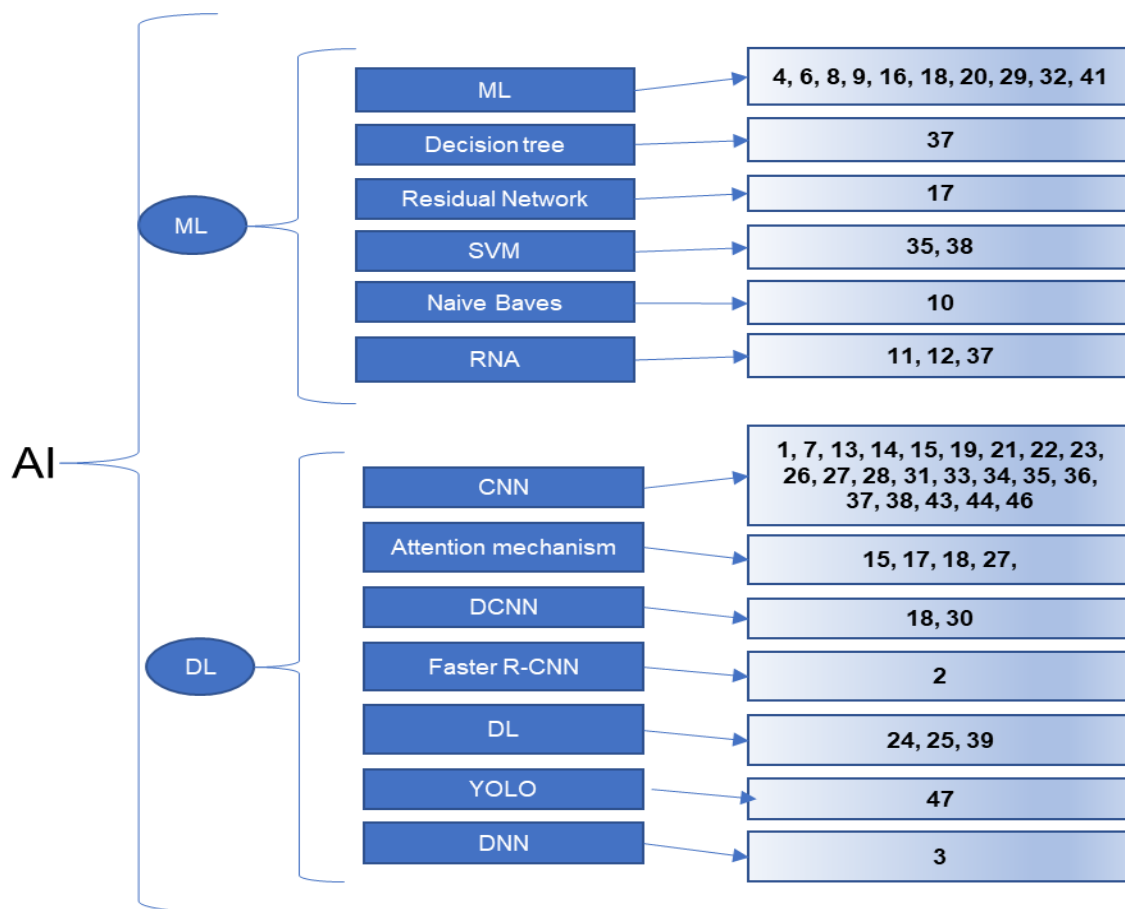 AI
ML
ML
4, 6, 8, 9, 16, 18, 20, 29, 32, 41
Decision tree
37
Residual Network
17
SVM
35, 38
Naive Baves
10
RNA
11, 12, 37
DL
CNN
1, 7, 13, 14, 15, 19, 21, 22, 23,
26, 27, 28, 31, 33, 34, 35, 36,
37, 38, 43, 44, 46
Attention mechanism
15, 17, 18, 27,
DCNN
18, 30
Faster R-CNN
2
DL
24, 25, 39
YOLO
47
DNN
3